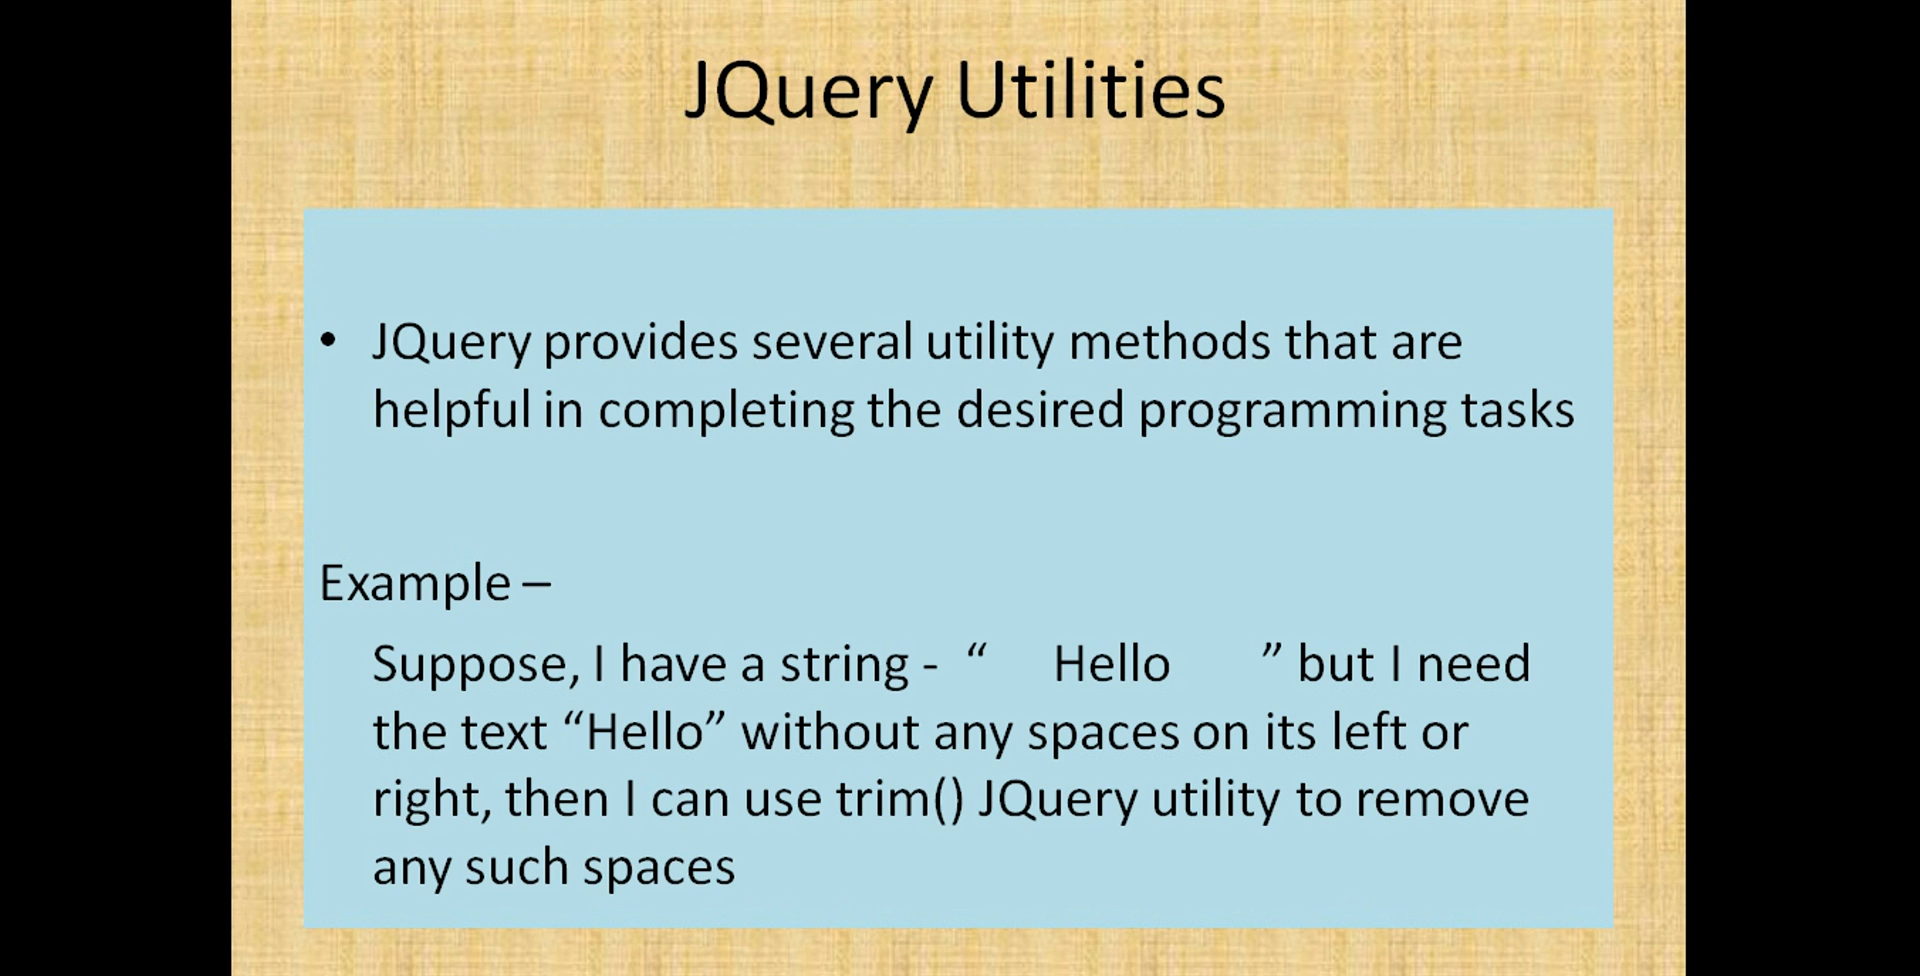 JQuery Utilities
• JQuery provides several utility methods that are
helpful in completing the desired programming tasks
Example –
Suppose, I have a string - “    Hello      ” but I need
the text “Hello” without any spaces on its left or
right, then I can use trim() JQuery utility to remove
any such spaces